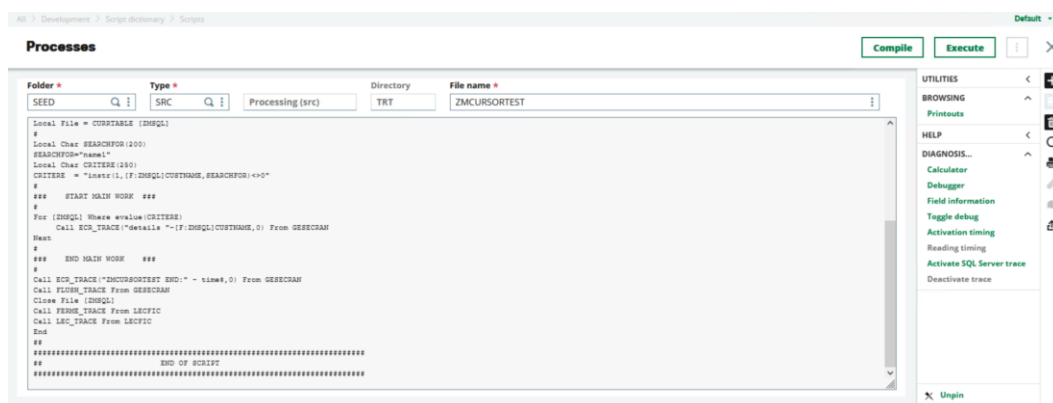 All > Development > Script dictionary > Scripts
Default
Processes
Compile
Execute
Folder *
Type *
Directory
File name *
SEED
SRC
Processing (src)
TRT
ZMCURSORTEST
Local File = CURRTABLE [ZMSQL]
#
Local Char SEARCHFOR(200)
SEARCHFOR="name1"
Local Char CRITERE(250)
CRITERE = "instr(1,[F:ZMSQL]CUSTNAME,SEARCHFOR)<>0"
#
### START MAIN WORK ###
#
For [ZMSQL] Where evalue(CRITERE)
Call ECR_TRACE("details "-[F:ZMSQL]CUSTNAME,0) From GESECRAN
Next
#
### END MAIN WORK ###
#
Call ECR_TRACE("ZMCURSORTEST END:" - time$,0) From GESECRAN
Call FLUSH_TRACE From GESECRAN
Close File [ZMSQL]
Call FERME_TRACE From LECFIC
Call LEC_TRACE From LECFIC
End
##
########################################################################
## END OF SCRIPT
########################################################################
UTILITIES
BROWSING
Printouts
HELP
DIAGNOSIS...
Calculator
Debugger
Field information
Toggle debug
Activation timing
Reading timing
Activate SQL Server trace
Deactivate trace
Unpin